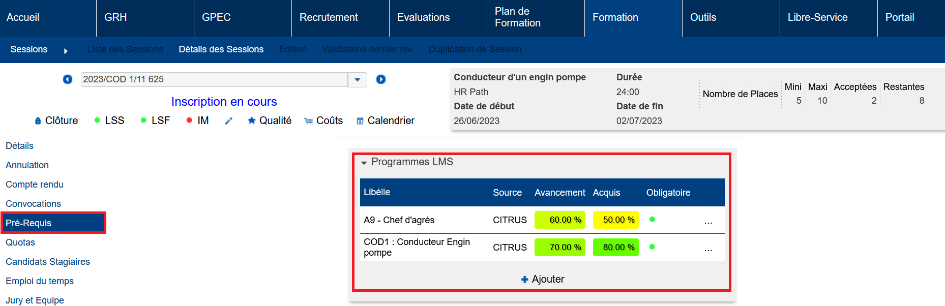 Accueil GRH GPEC Recrutement Evaluations Plan de Formation Formation Outils Libre-Service Portail
Sessions Liste des Sessions Détails des Sessions Edition Validations dernier niv. Duplication de Session
2023/COD 1/11 625
Inscription en cours
Clôture LSS LSF IM Qualité Coûts Calendrier
Conducteur d'un engin pompe Durée
HR Path 24:00
Date de début Date de fin
26/06/2023 02/07/2023
Nombre de Places Mini Maxi Acceptées Restantes
5 10 2 8
Détails
Annulation
Compte rendu
Convocations
Pré-Requis
Quotas
Candidats Stagiaires
Emploi du temps
Jury et Equipe
Programmes LMS
Libélle Source Avancement Acquis Obligatoire
A9 - Chef d'agrès CITRUS 60.00 % 50.00 % ...
COD1 : Conducteur Engin pompe CITRUS 70.00 % 80.00 % ...
Ajouter